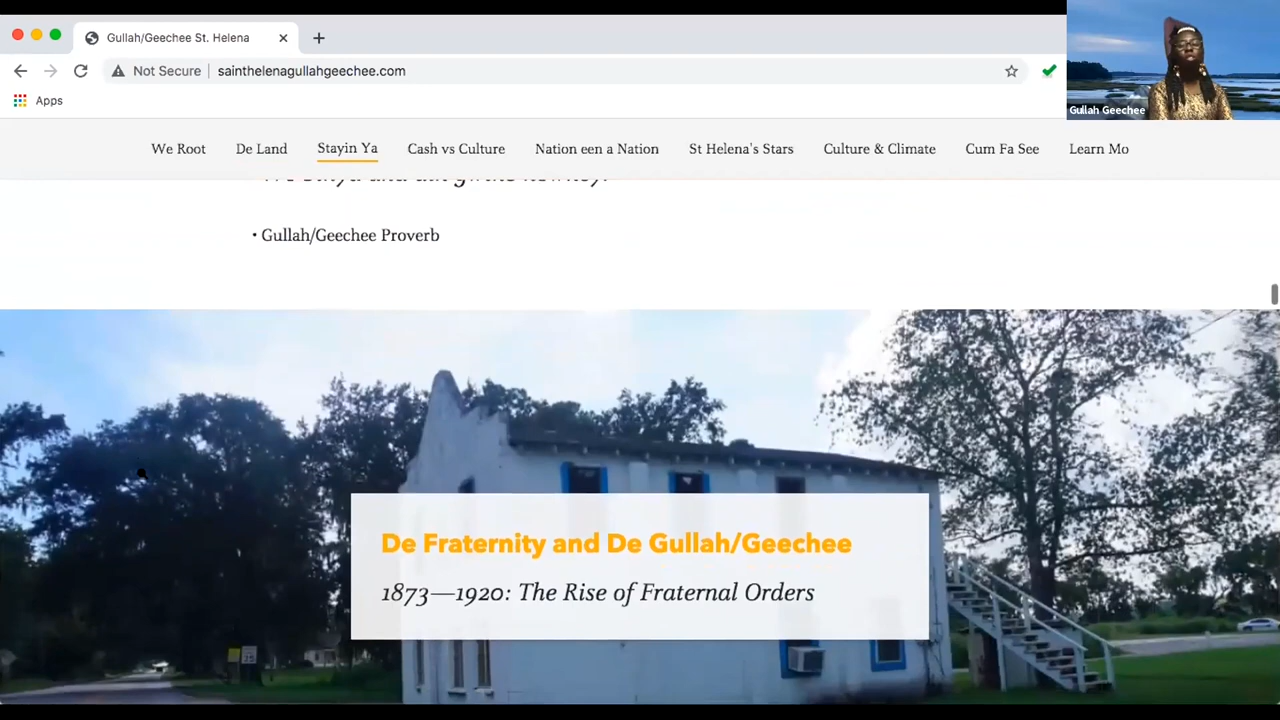 Gullah/Geechee St. Helena
Not Secure
sainthelenagullahgeechee.com
Apps
Gullah Geechee
We Root
De Land
Stayin Ya
Cash vs Culture
Nation een a Nation
St Helena's Stars
Culture & Climate
Cum Fa See
Learn Mo
• Gullah/Geechee Proverb
De Fraternity and De Gullah/Geechee
1873—1920: The Rise of Fraternal Orders